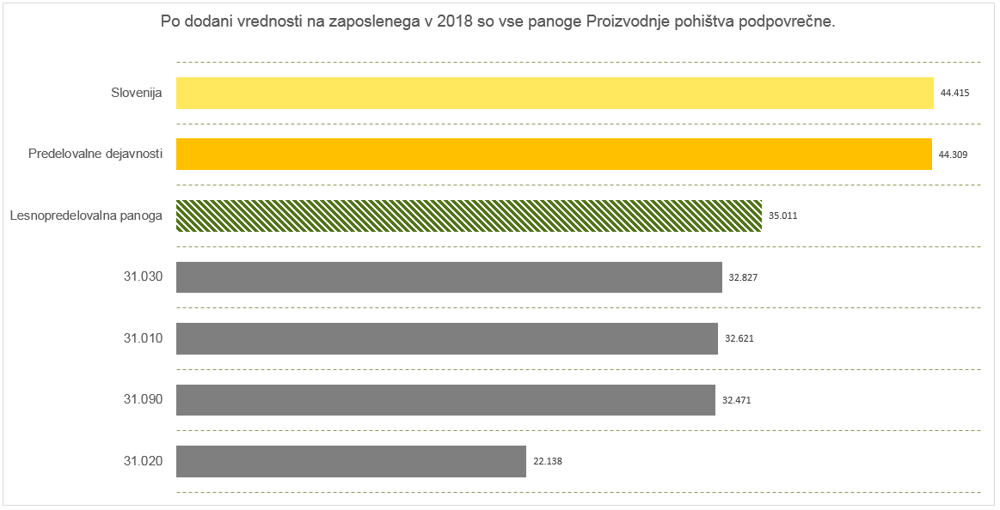 Po dodani vrednosti na zaposlenega v 2018 so vse panoge Proizvodnje pohištva podpovrečne.
Slovenija 44.415
Predelovalne dejavnosti 44.309
Lesnopredelovalna panoga 35.011
31.030 32.827
31.010 32.621
31.090 32.471
31.020 22.138